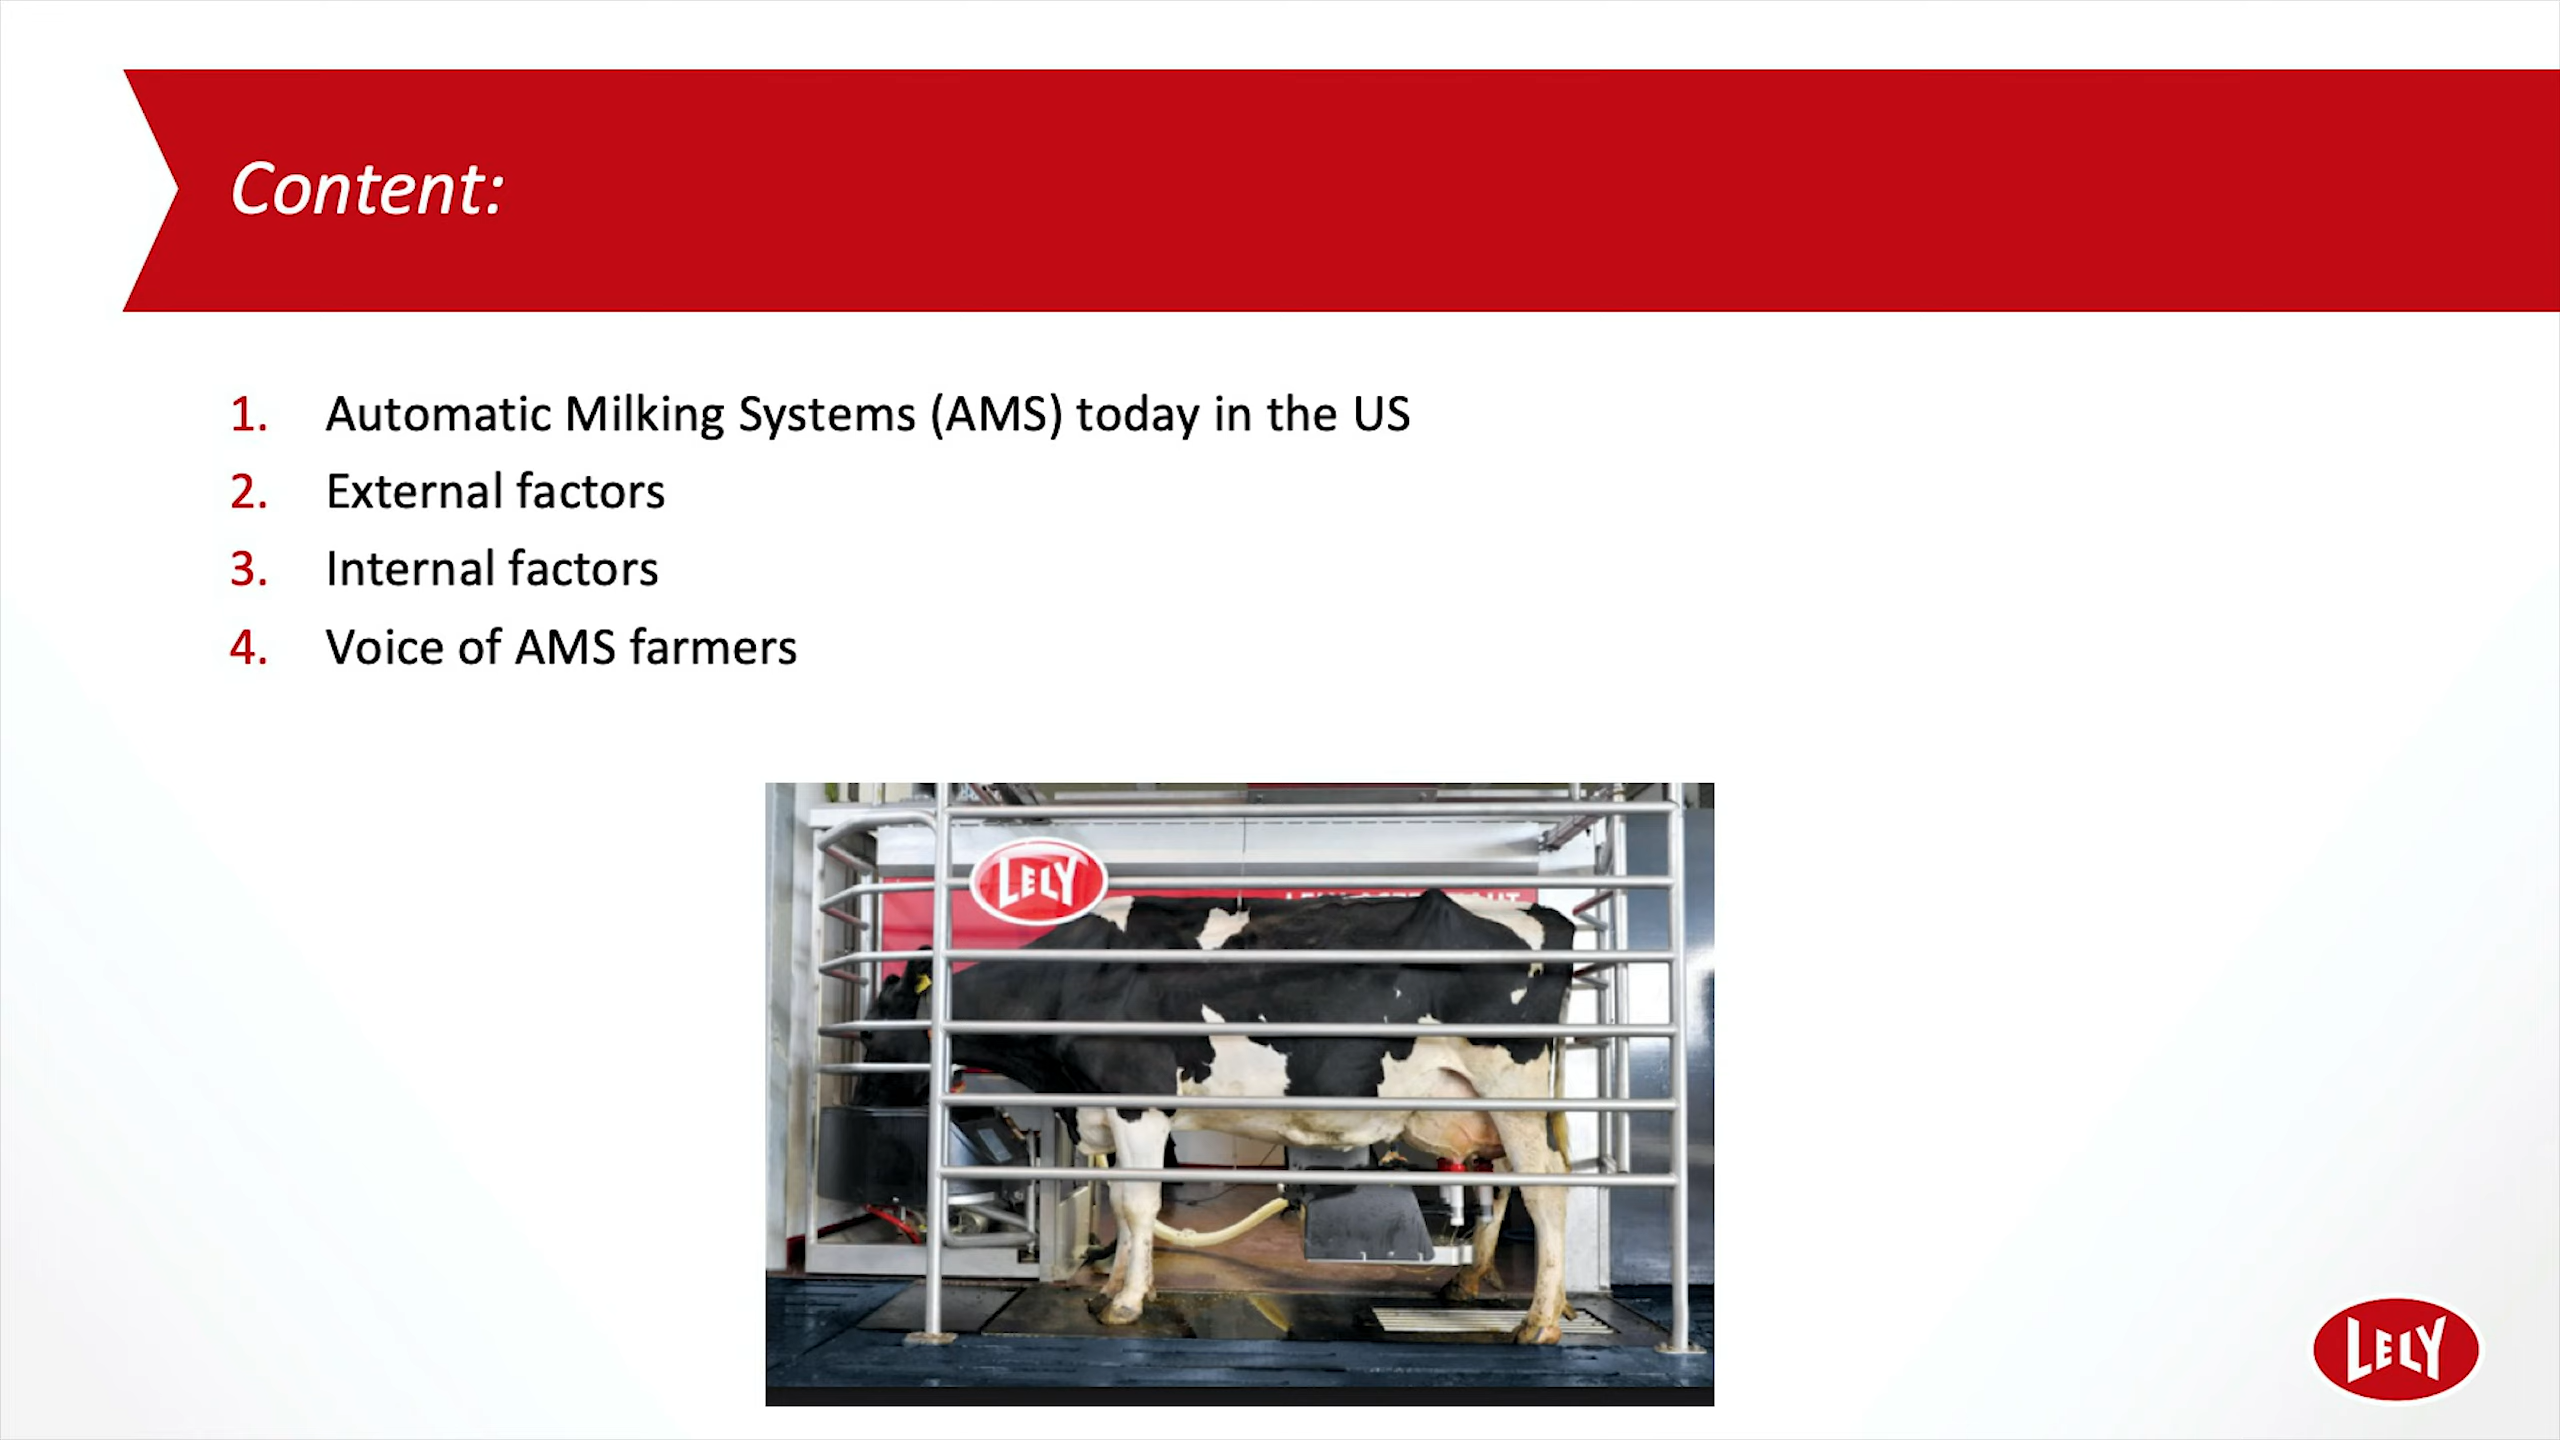 Content:
1. Automatic Milking Systems (AMS) today in the US
2. External factors
3. Internal factors
4. Voice of AMS farmers
LELY
LELY